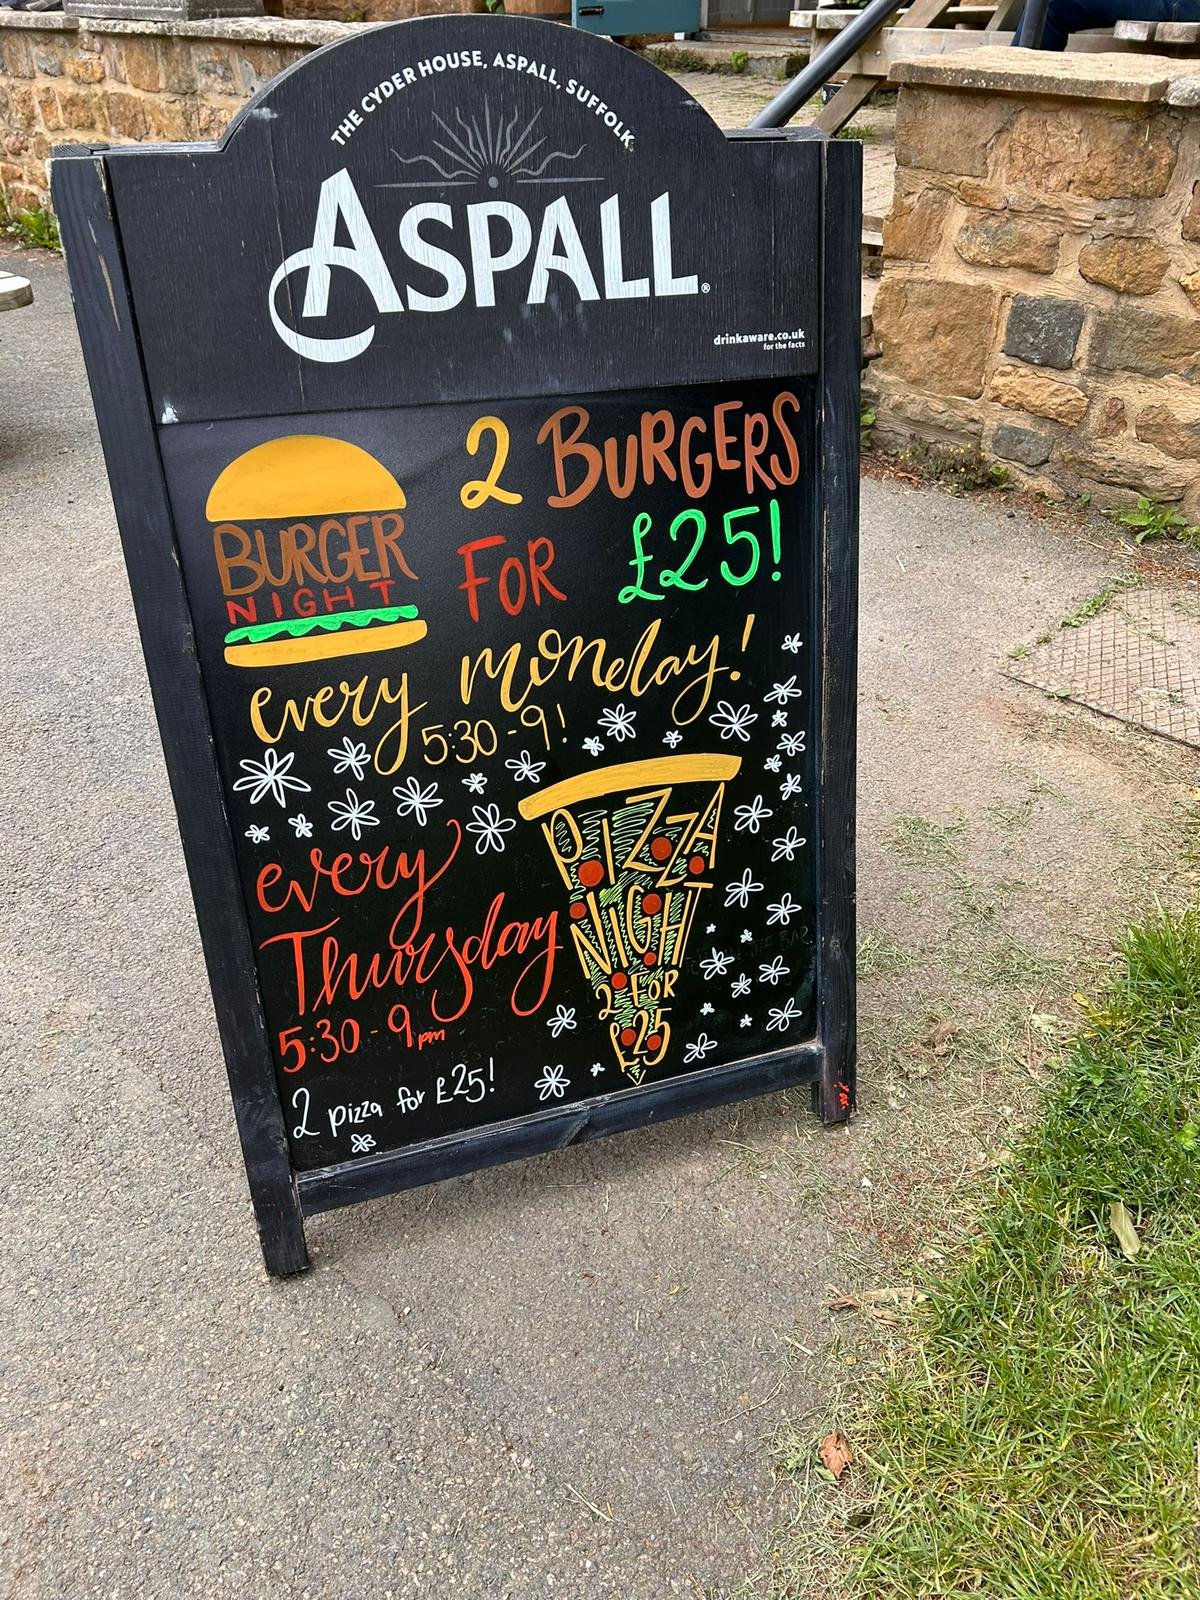 THE CYDER HOUSE, ASPALL, SUFFOLK
ASPALL®
drinkaware.co.uk
for the facts
BURGER
NIGHT
2 BURGERS
FOR £25!
every monday!
5:30 - 9!
every
Thursday
5:30 - 9pm
2 pizza for £25!
PIZZA
NIGHT
2 FOR
£25